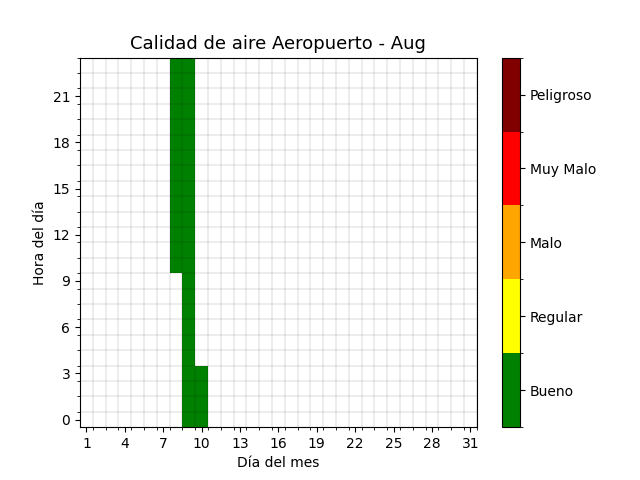 Calidad de aire Aeropuerto - Aug
21
18
15
12
9
6
3
0
Hora del día
1 4 7 10 13 16 19 22 25 28 31
Día del mes
Peligroso
Muy Malo
Malo
Regular
Bueno